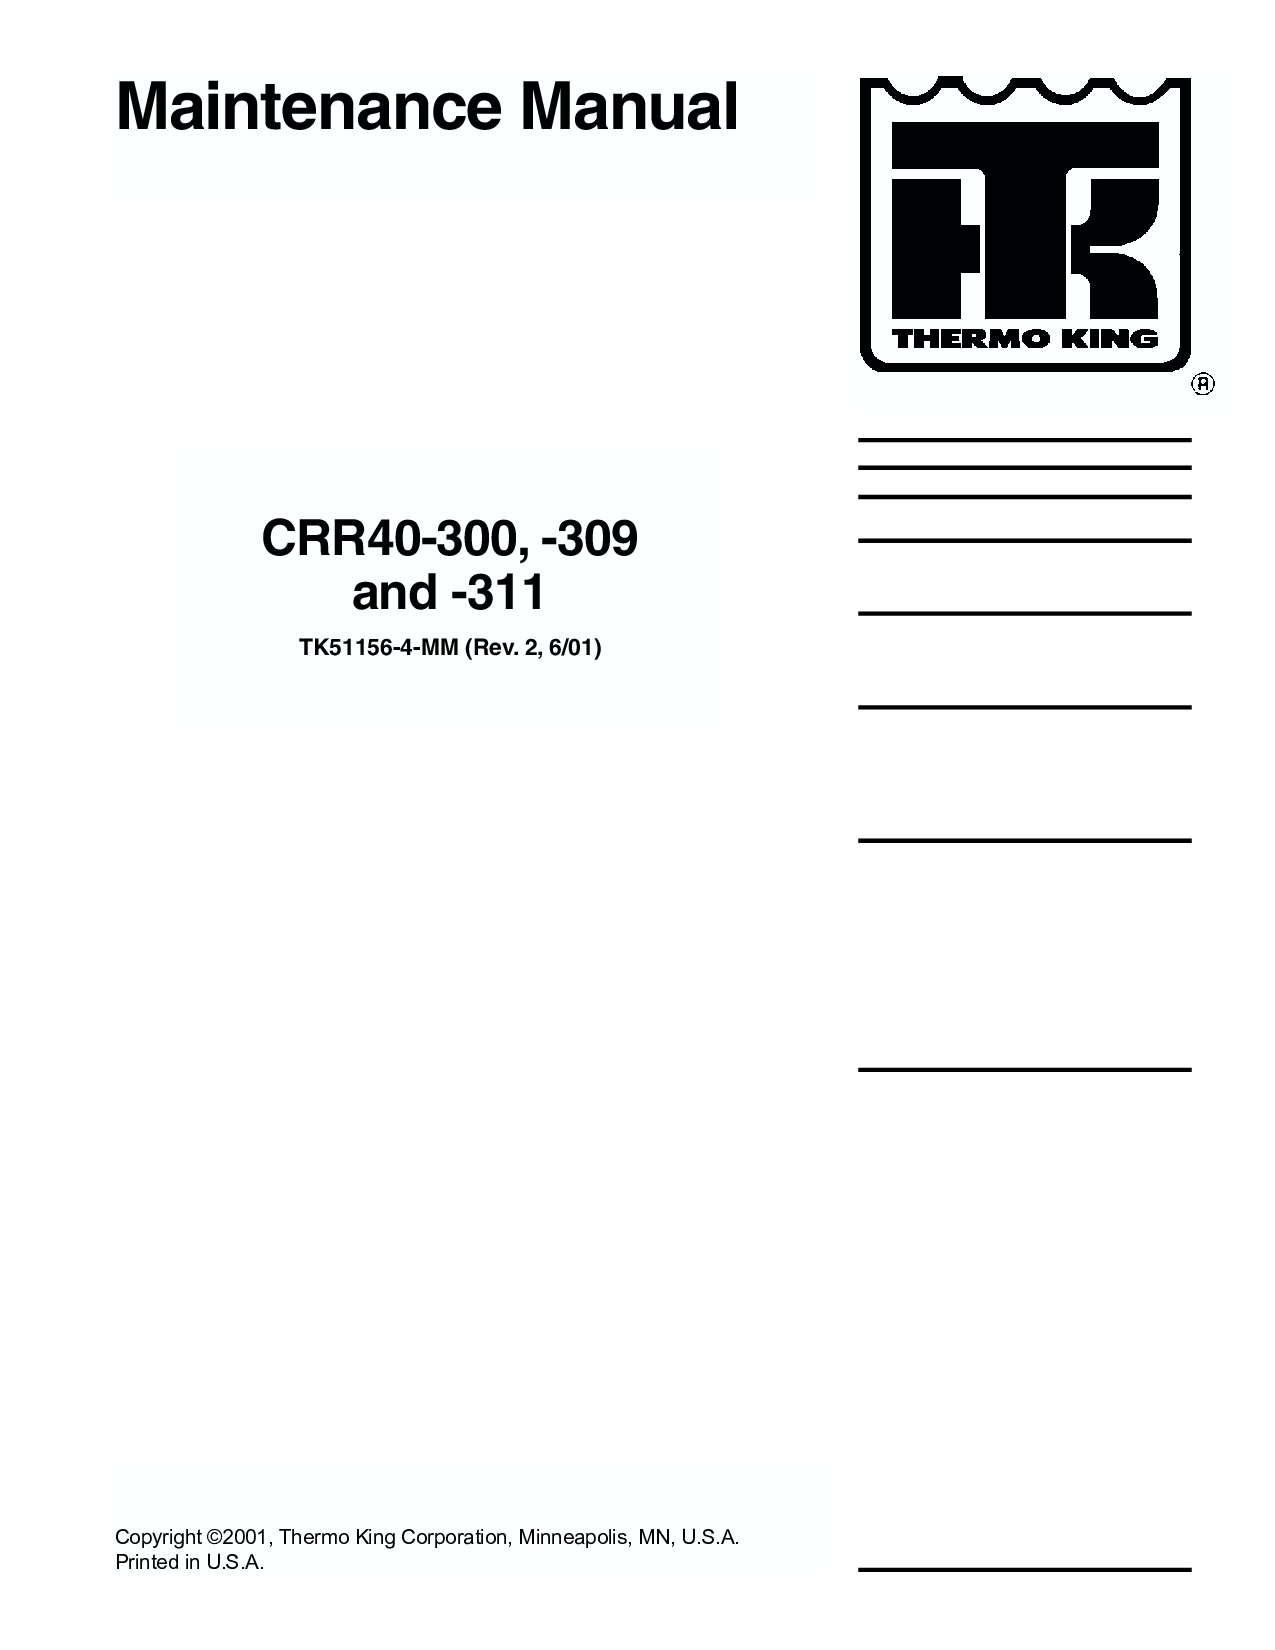 Maintenance Manual
THERMO KING
®
CRR40-300, -309
and -311
TK51156-4-MM (Rev. 2, 6/01)
Copyright ©2001, Thermo King Corporation, Minneapolis, MN, U.S.A.
Printed in U.S.A.